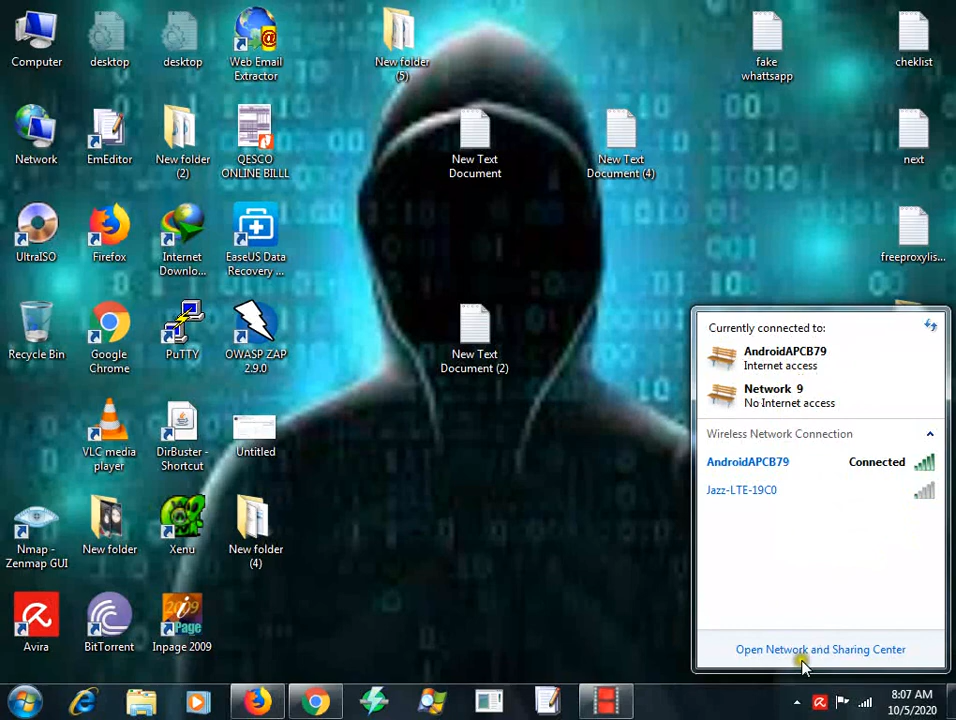 Computer
desktop
desktop
Web Email
Extractor
New folder
(5)
fake
whattsapp
cheklist
Network
EmEditor
New folder
(2)
QESCO
ONLINE BILLL
New Text
Document
New Text
Document (4)
next
UltraISO
Firefox
Internet
Downlo...
EaseUS Data
Recovery ...
freeproxylis...
Recycle Bin
Google
Chrome
PuTTY
OWASP ZAP
2.9.0
New Text
Document (2)
VLC media
player
DirBuster -
Shortcut
Untitled
Nmap -
Zenmap GUI
New folder
Xenu
New folder
(4)
Avira
BitTorrent
2009
Page
Inpage 2009
Currently connected to:
AndroidAPCB79
Internet access
Network 9
No Internet access
Wireless Network Connection
AndroidAPCB79 Connected
Jazz-LTE-19C0
Open Network and Sharing Center
8:07 AM
10/5/2020